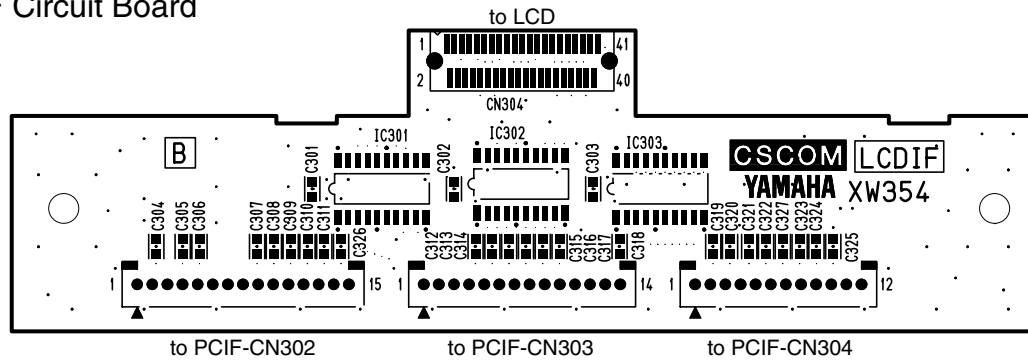 Circuit Board
to LCD
1 41
2 40
CN304
B
IC301 IC302 IC303
C301 C302 C303
CSCOM LCDIF
YAMAHA XW354
C304 C305 C306 C307 C308 C309 C310 C311 C326 C312 C313 C314 C315 C316 C317 C318 C319 C320 C321 C322 C327 C323 C324 C325
1 15 1 14 1 12
to PCIF-CN302 to PCIF-CN303 to PCIF-CN304